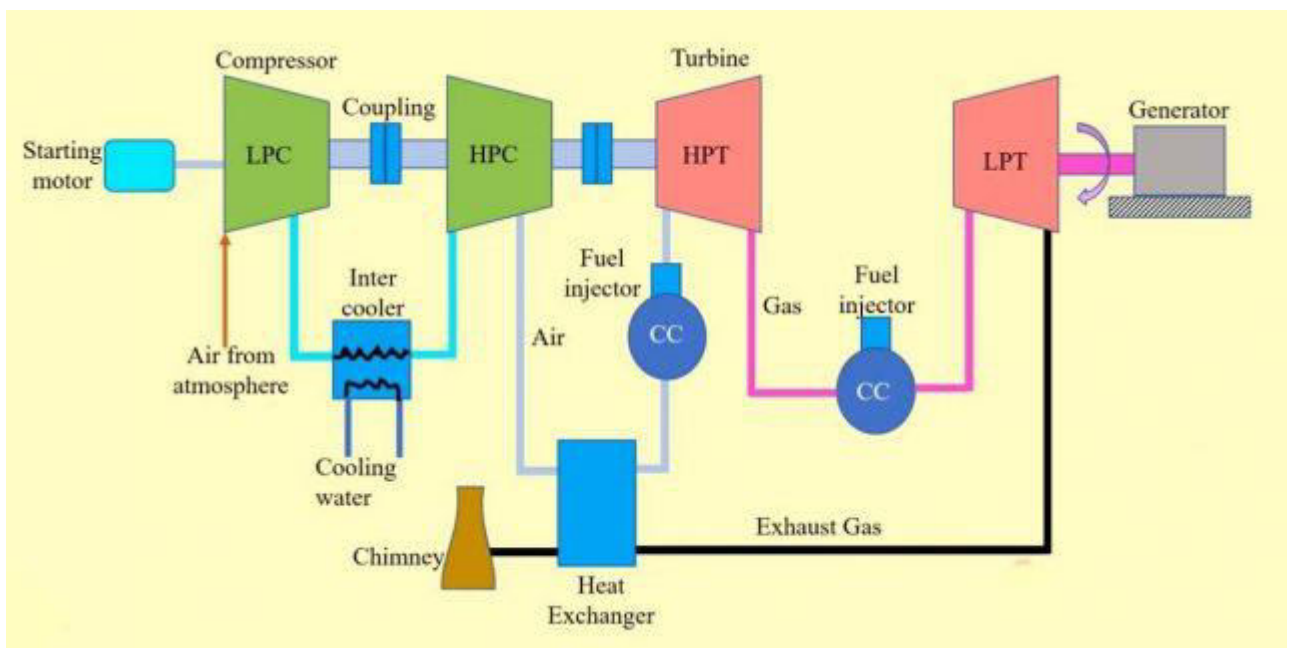 Compressor
Turbine
Coupling
Generator
Starting
motor
LPC
HPC
HPT
LPT
Inter
cooler
Fuel
injector
Fuel
injector
Gas
Air
CC
CC
Air from
atmosphere
Cooling
water
Exhaust Gas
Chimney
Heat
Exchanger